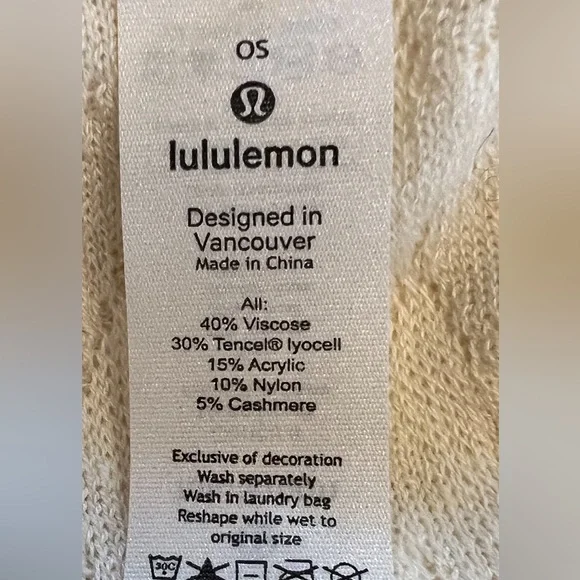 OS
lululemon
Designed in
Vancouver
Made in China
All:
40% Viscose
30% Tencel® lyocell
15% Acrylic
10% Nylon
5% Cashmere
Exclusive of decoration
Wash separately
Wash in laundry bag
Reshape while wet to
original size
30C